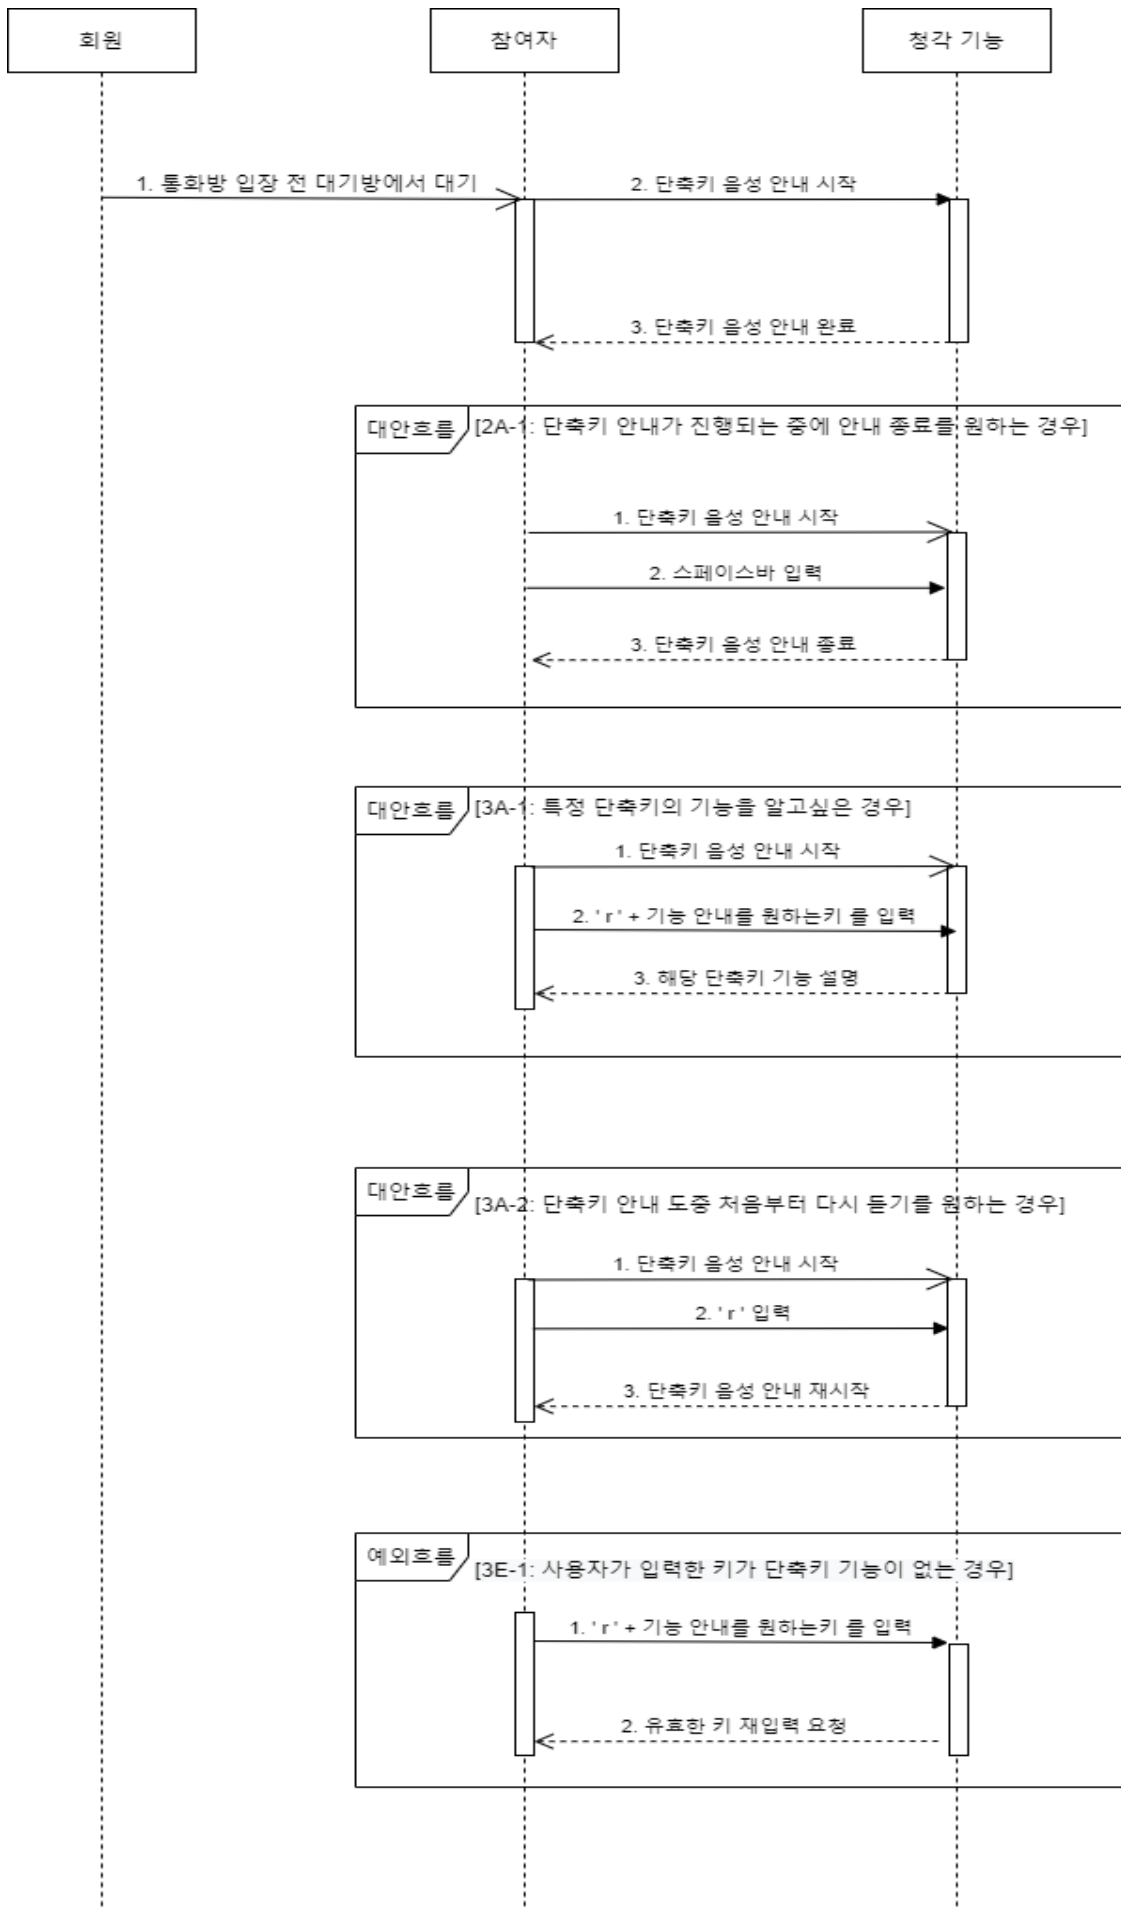 회원
참여자
청각 기능
1. 통화방 입장 전 대기방에서 대기
2. 단축키 음성 안내 시작
3. 단축키 음성 안내 완료
대안흐름
[2A-1: 단축키 안내가 진행되는 중에 안내 종료를 원하는 경우]
1. 단축키 음성 안내 시작
2. 스페이스바 입력
3. 단축키 음성 안내 종료
대안흐름
[3A-1: 특정 단축키의 기능을 알고싶은 경우]
1. 단축키 음성 안내 시작
2. ' r ' + 기능 안내를 원하는키 를 입력
3. 해당 단축키 기능 설명
대안흐름
[3A-2: 단축키 안내 도중 처음부터 다시 듣기를 원하는 경우]
1. 단축키 음성 안내 시작
2. ' r ' 입력
3. 단축키 음성 안내 재시작
예외흐름
[3E-1: 사용자가 입력한 키가 단축키 기능이 없는 경우]
1. ' r ' + 기능 안내를 원하는키 를 입력
2. 유효한 키 재입력 요청